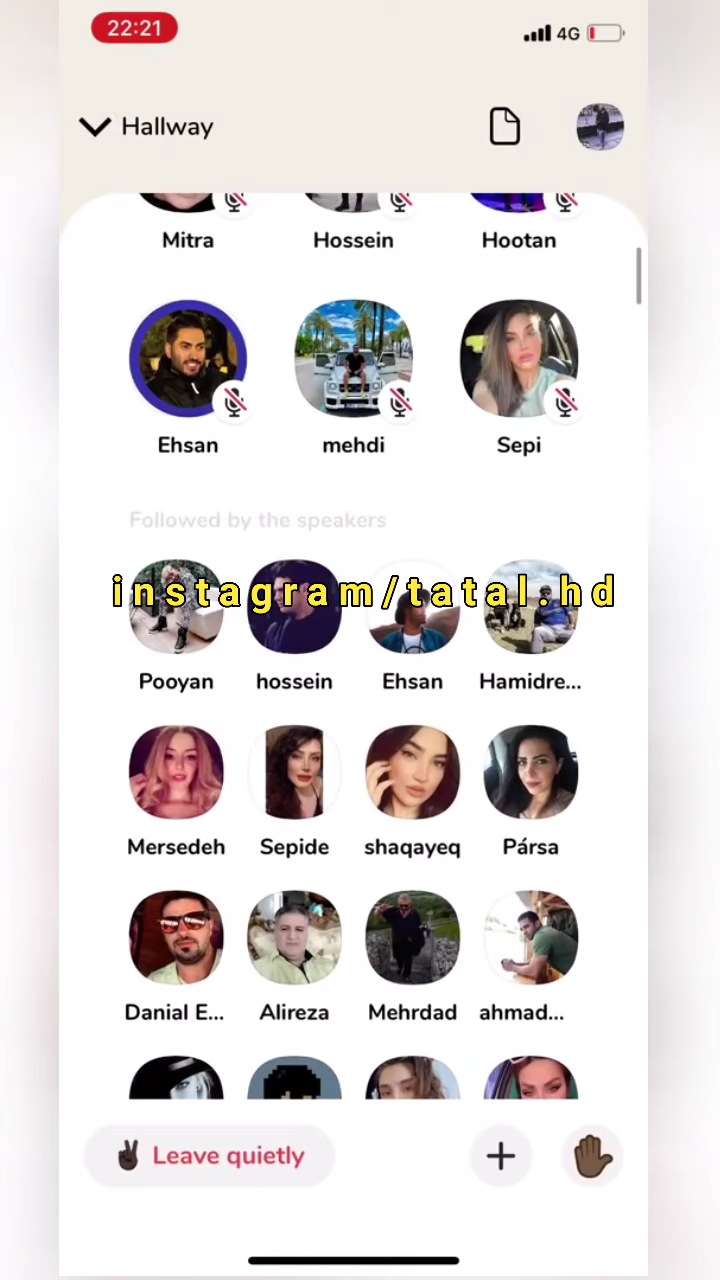 22:21
4G
Hallway
Mitra Hossein Hootan
Ehsan mehdi Sepi
Followed by the speakers
instagram/tatal.hd
Pooyan hossein Ehsan Hamidre...
Mersedeh Sepide shaqayeq Pársa
Danial E... Alireza Mehrdad ahmad...
Leave quietly